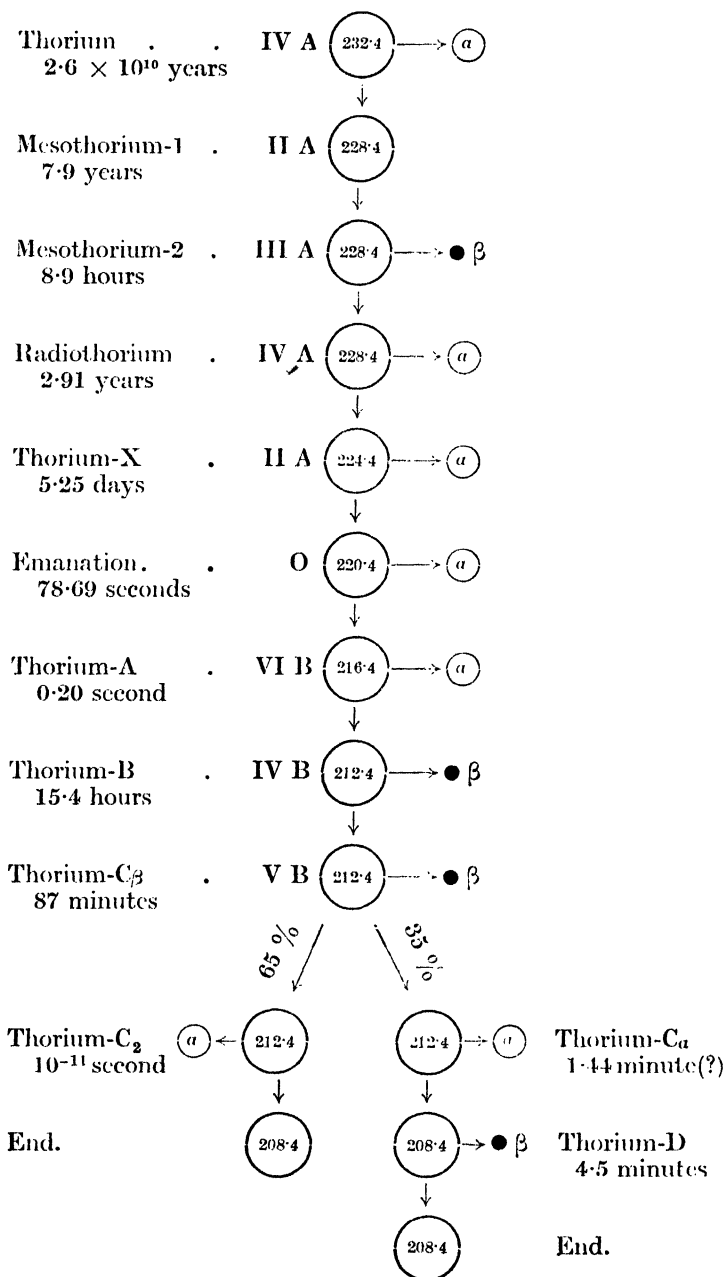 Thorium . . IV A 232·4 α
2·6 × 10¹⁰ years
Mesothorium-1 . II A 228·4
7·9 years
Mesothorium-2 . III A 228·4 β
8·9 hours
Radiothorium . IV A 228·4 α
2·91 years
Thorium-X . II A 224·4 α
5·25 days
Emanation . . O 220·4 α
78·69 seconds
Thorium-A . VI B 216·4 α
0·20 second
Thorium-B . IV B 212·4 β
15·4 hours
Thorium-Cβ . V B 212·4 β
87 minutes
65 % 35 %
Thorium-C₂ α 212·4 212·4 α Thorium-Cα
10⁻¹¹ second 1·44 minute(?)
End. 208·4 208·4 β Thorium-D
4·5 minutes
208·4 End.